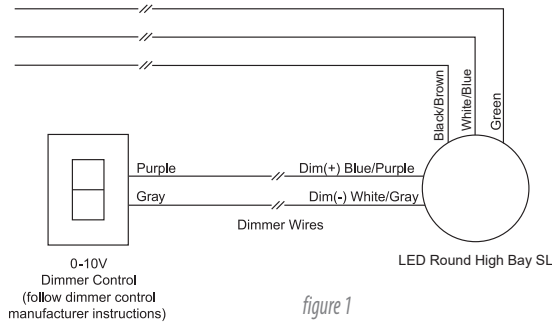 Black/Brown
White/Blue
Green
Purple
Dim(+) Blue/Purple
Gray
Dim(-) White/Gray
Dimmer Wires
LED Round High Bay SL
0-10V
Dimmer Control
(follow dimmer control
manufacturer instructions)
figure 1